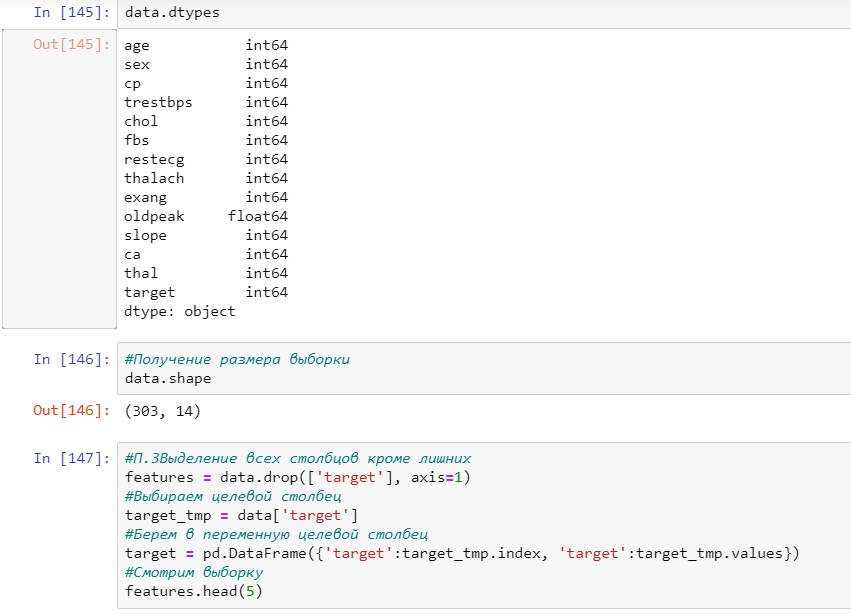 In [145]: data.dtypes
Out[145]: age int64
sex int64
cp int64
trestbps int64
chol int64
fbs int64
restecg int64
thalach int64
exang int64
oldpeak float64
slope int64
ca int64
thal int64
target int64
dtype: object
In [146]: #Получение размера выборки
data.shape
Out[146]: (303, 14)
In [147]: #П.3Выделение всех столбцов кроме лишних
features = data.drop(['target'], axis=1)
#Выбираем целевой столбец
target_tmp = data['target']
#Берем в переменную целевой столбец
target = pd.DataFrame({'target':target_tmp.index, 'target':target_tmp.values})
#Смотрим выборку
features.head(5)